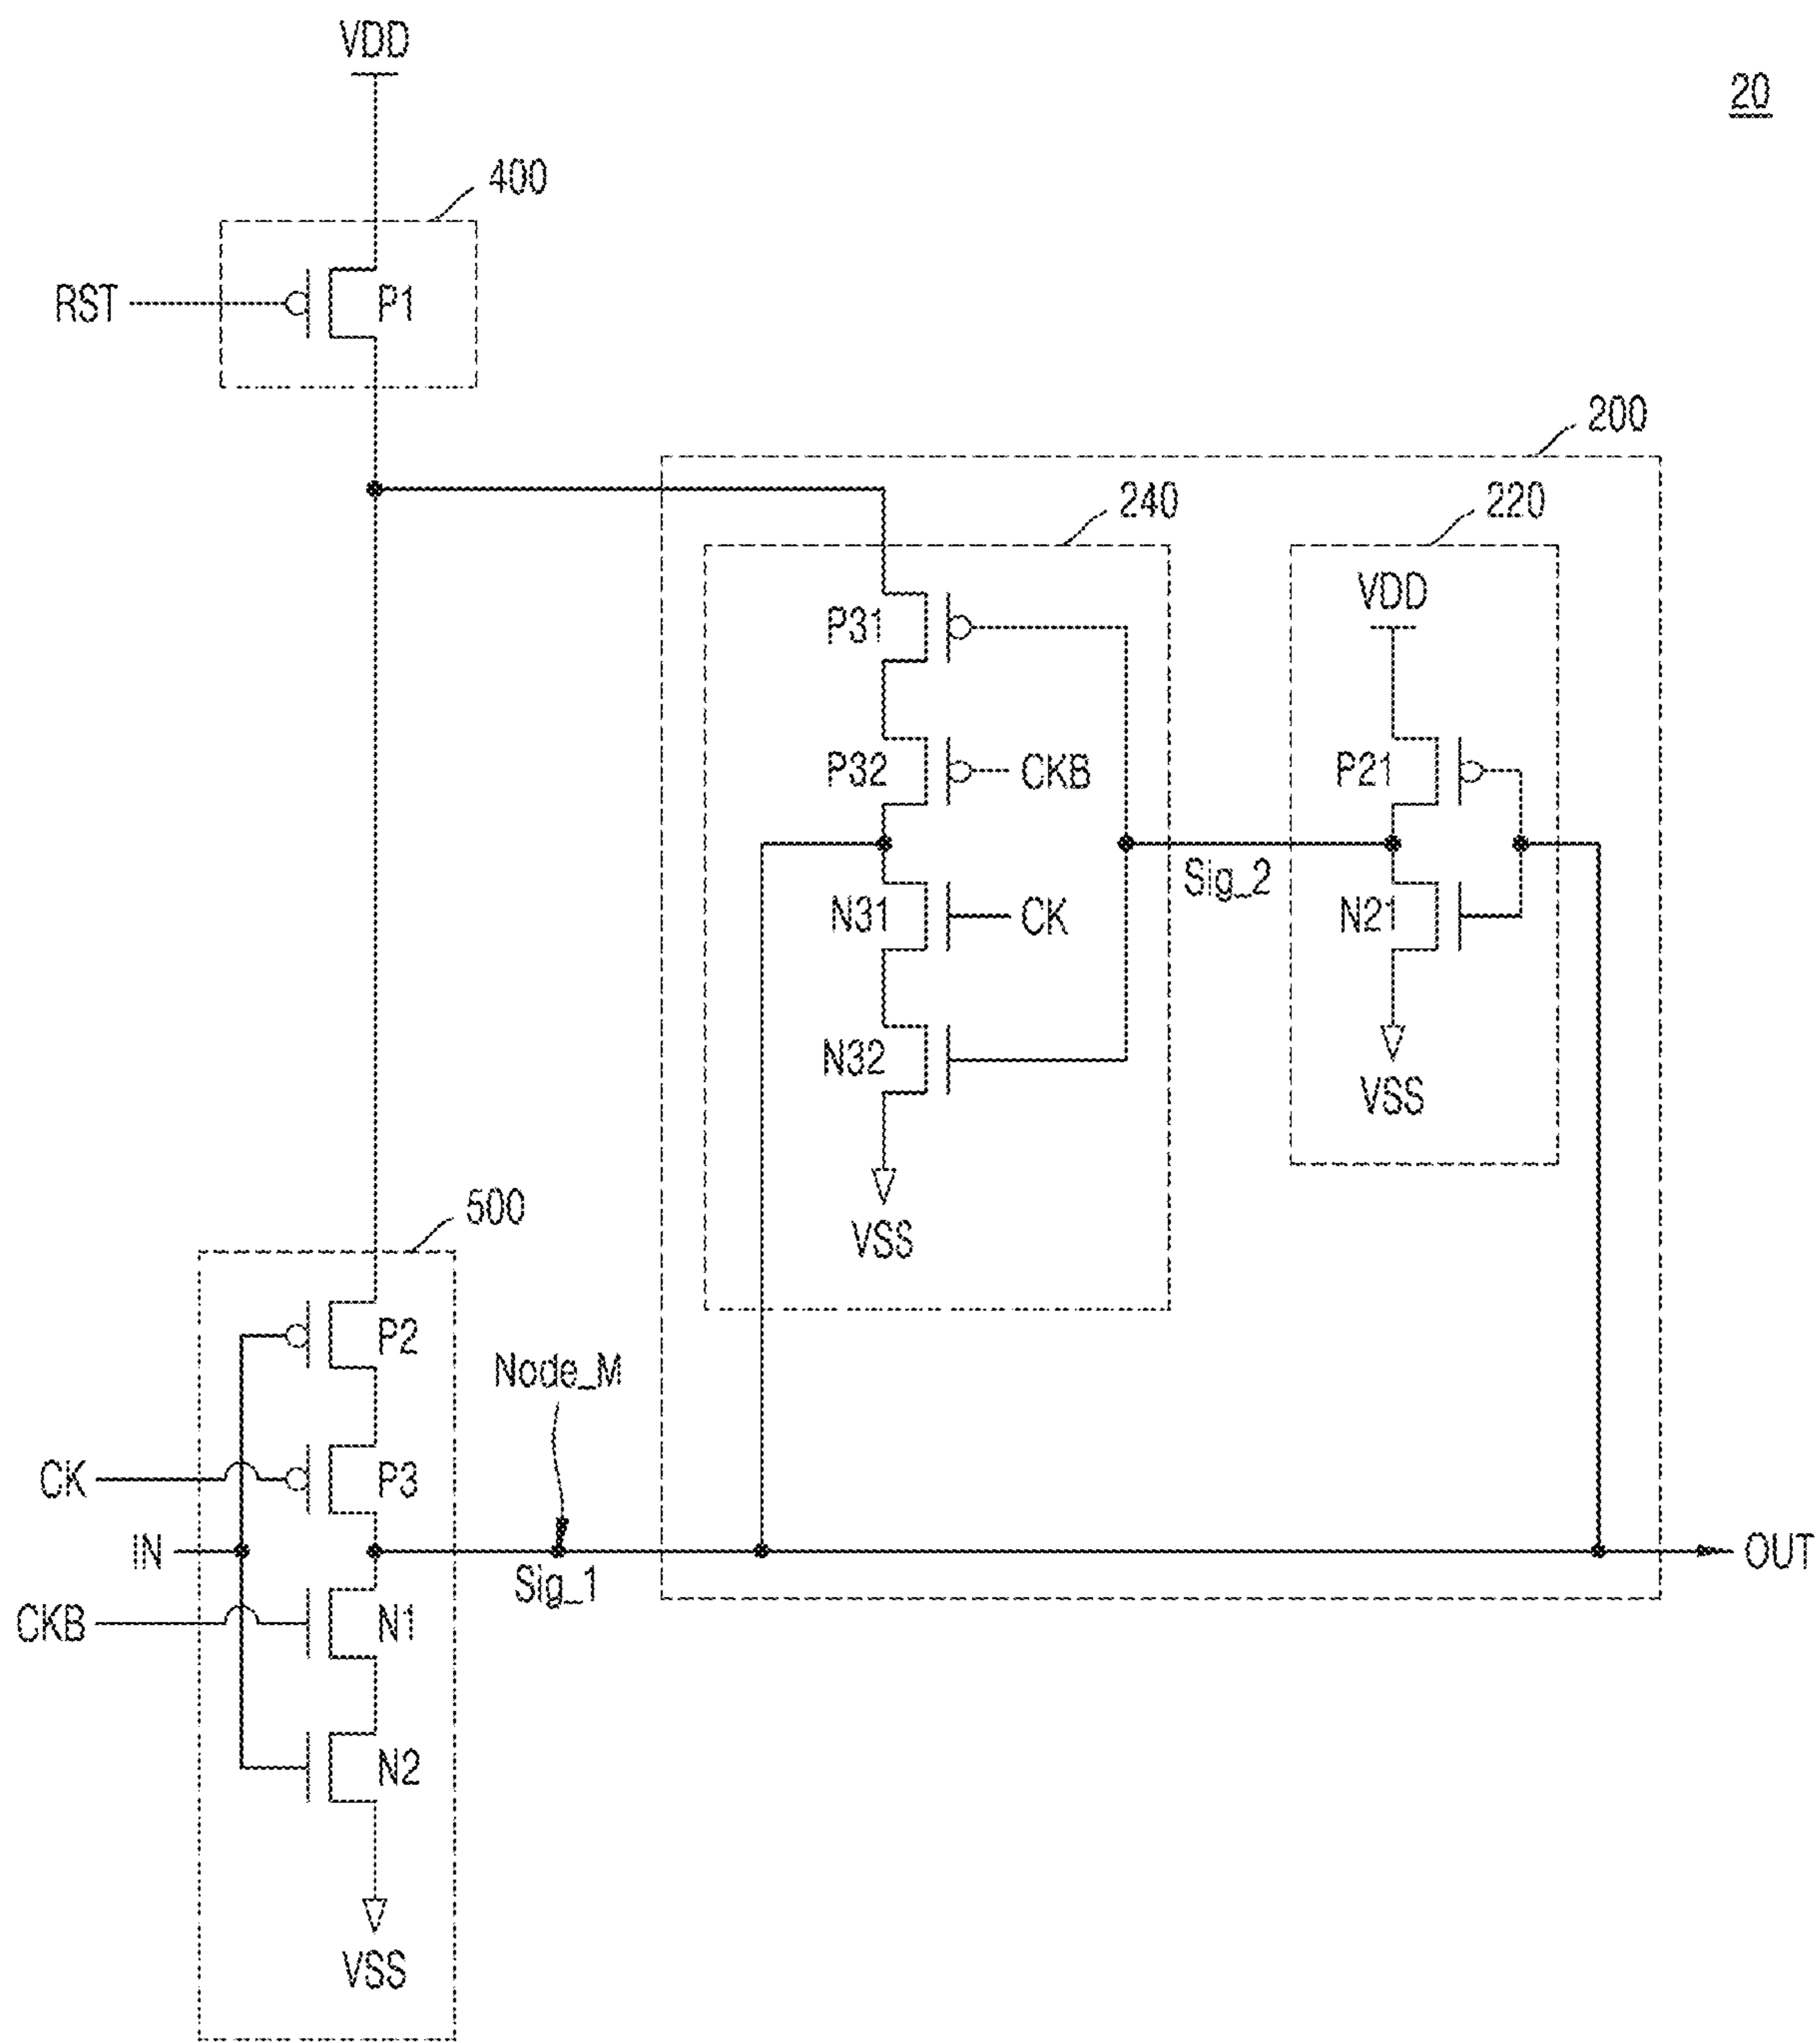 VDD
20
400
RST
P1
200
240
220
VDD
P31
P32
CKB
P21
Sig_2
N31
CK
N21
N32
VSS
500
VSS
P2
Node_M
CK
P3
IN
OUT
Sig_1
CKB
N1
N2
VSS